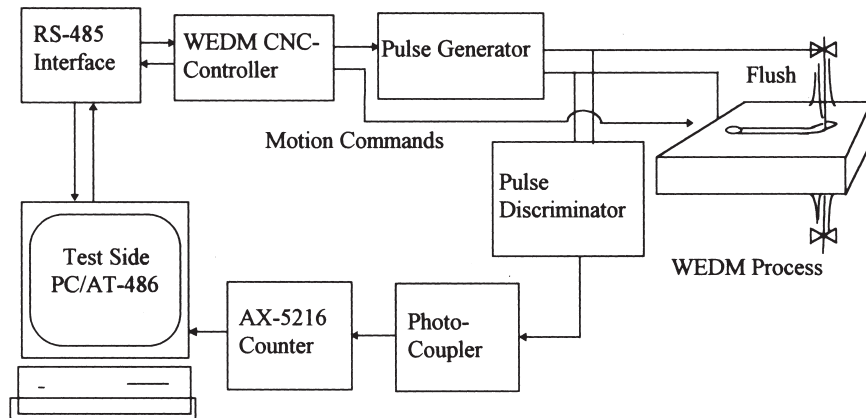 RS-485
Interface
WEDM CNC-
Controller
Pulse Generator
Flush
Motion Commands
Pulse
Discriminator
Test Side
PC/AT-486
WEDM Process
AX-5216
Counter
Photo-
Coupler